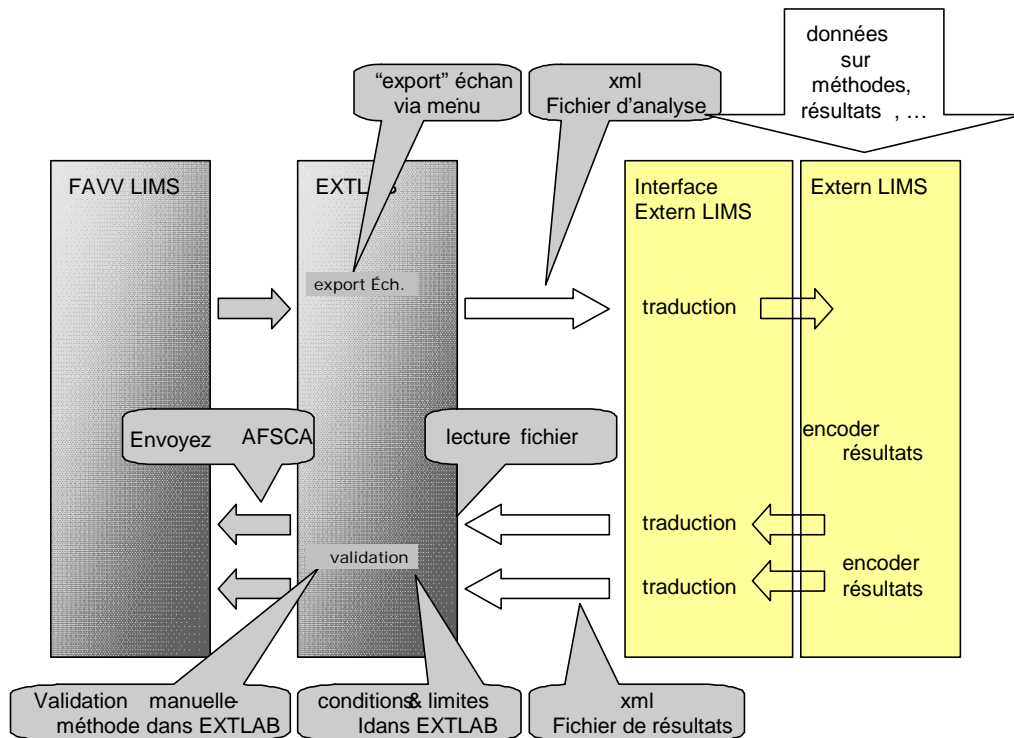 données
sur
méthodes,
résultats , …
“export” échan
via menu
xml
Fichier d’analyse
FAVV LIMS
Interface
Extern LIMS
Extern LIMS
export Éch.
traduction
Envoyez AFSCA
lecture fichier
encoder
résultats
traduction
validation
encoder
résultats
traduction
Validation manuelle-
méthode dans EXTLAB
conditions& limites
Idans EXTLAB
xml
Fichier de résultats